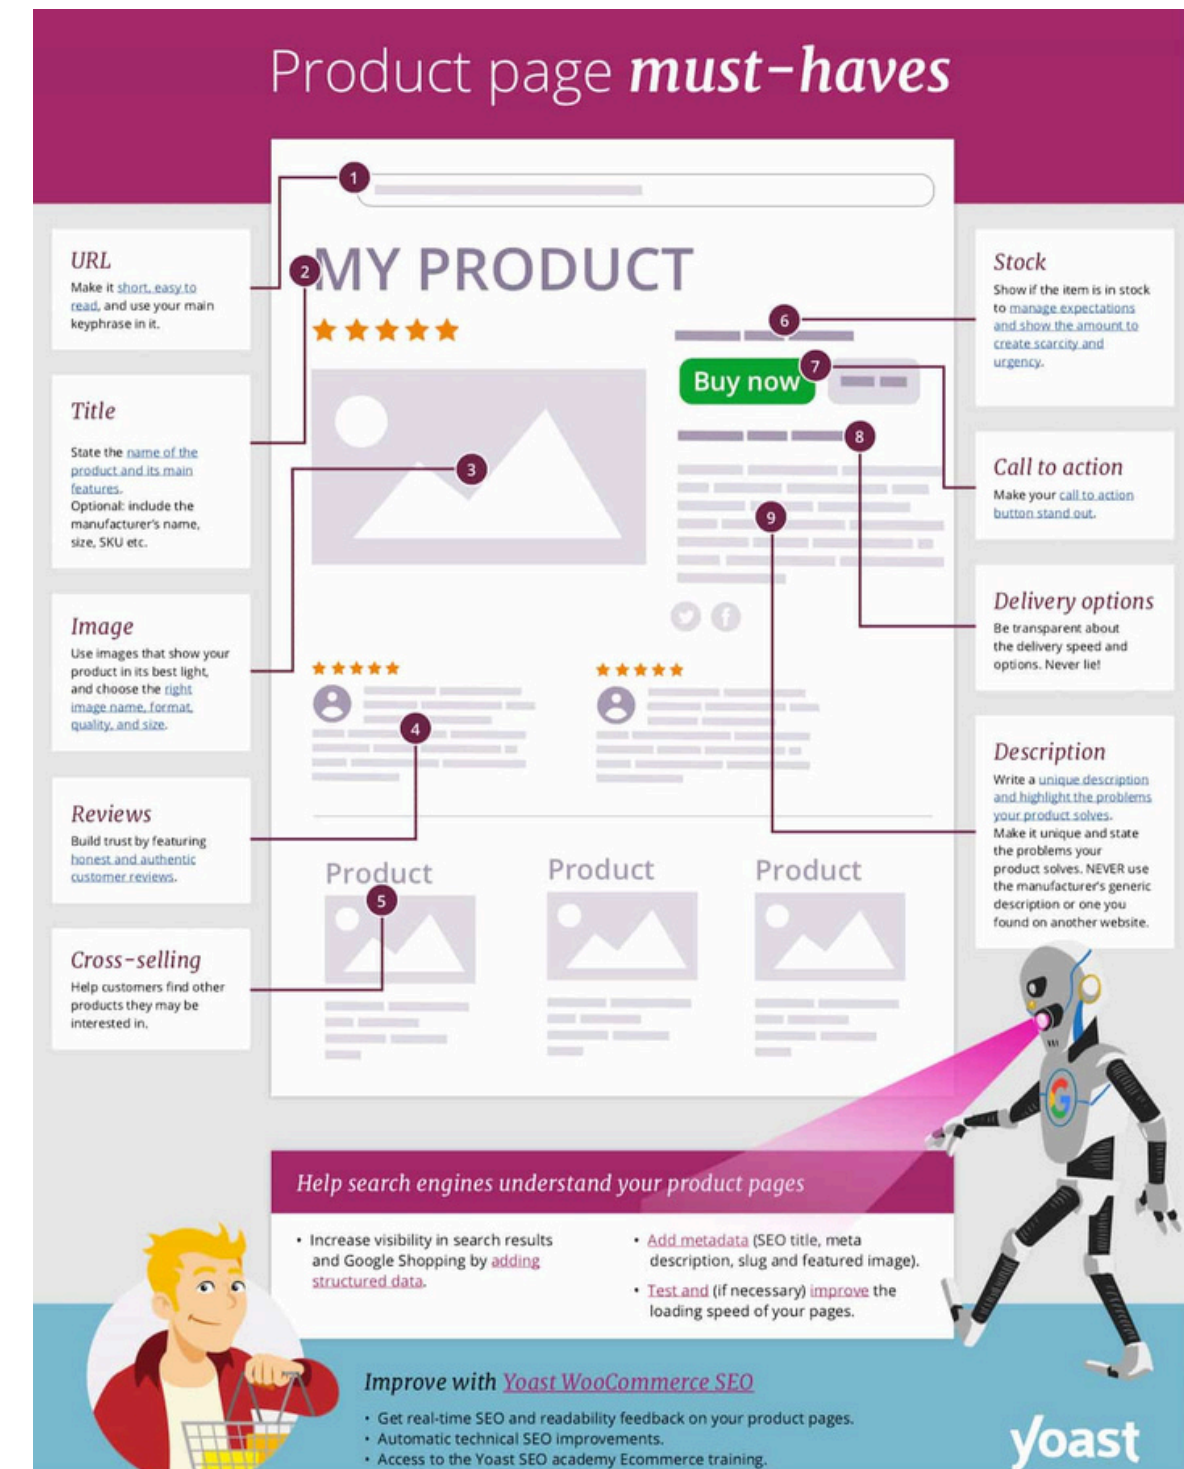 Product page must-haves
1
URL
Make it short, easy to
read, and use your main
keyphrase in it.
2
MY PRODUCT
Title
State the name of the
product and its main
features.
Optional: include the
manufacturer's name,
size, SKU etc.
3
Image
Use images that show your
product in its best light,
and choose the right
image name, format,
quality, and size.
4
Reviews
Build trust by featuring
honest and authentic
customer reviews.
5
Cross-selling
Help customers find other
products they may be
interested in.
Product
Product
Product
6
Stock
Show if the item is in stock
to manage expectations
and show the amount to
create scarcity and
urgency.
Buy now
7
Call to action
Make your call to action
button stand out.
8
Delivery options
Be transparent about
the delivery speed and
options. Never lie!
9
Description
Write a unique description
and highlight the problems
your product solves.
Make it unique and state
the problems your
product solves. NEVER use
the manufacturer's generic
description or one you
found on another website.
G
Help search engines understand your product pages
• Increase visibility in search results
and Google Shopping by adding
structured data.
• Add metadata (SEO title, meta
description, slug and featured image).
• Test and (if necessary) improve the
loading speed of your pages.
Improve with Yoast WooCommerce SEO
• Get real-time SEO and readability feedback on your product pages.
• Automatic technical SEO improvements.
• Access to the Yoast SEO academy Ecommerce training.
yoast